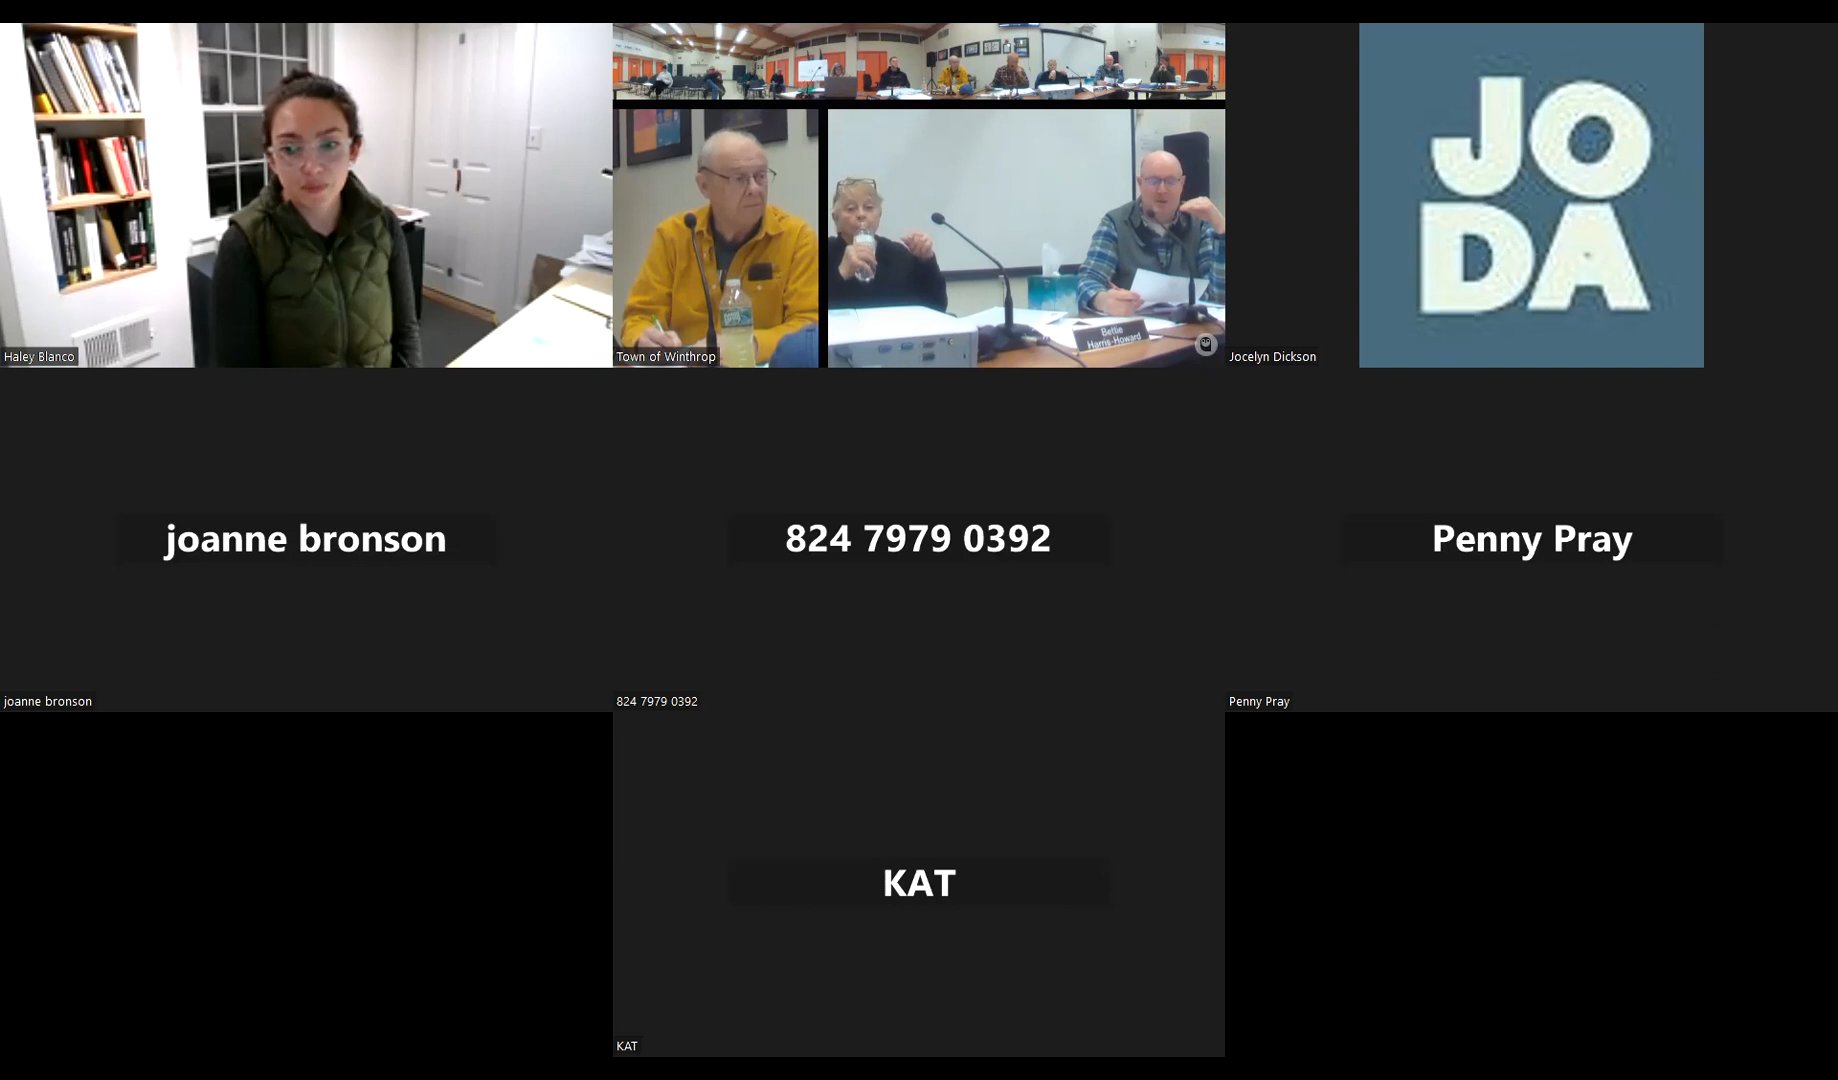 Haley Blanco
Town of Winthrop
Bettie
Harris-Howard
JO
DA
Jocelyn Dickson
joanne bronson
joanne bronson
824 7979 0392
824 7979 0392
Penny Pray
Penny Pray
KAT
KAT